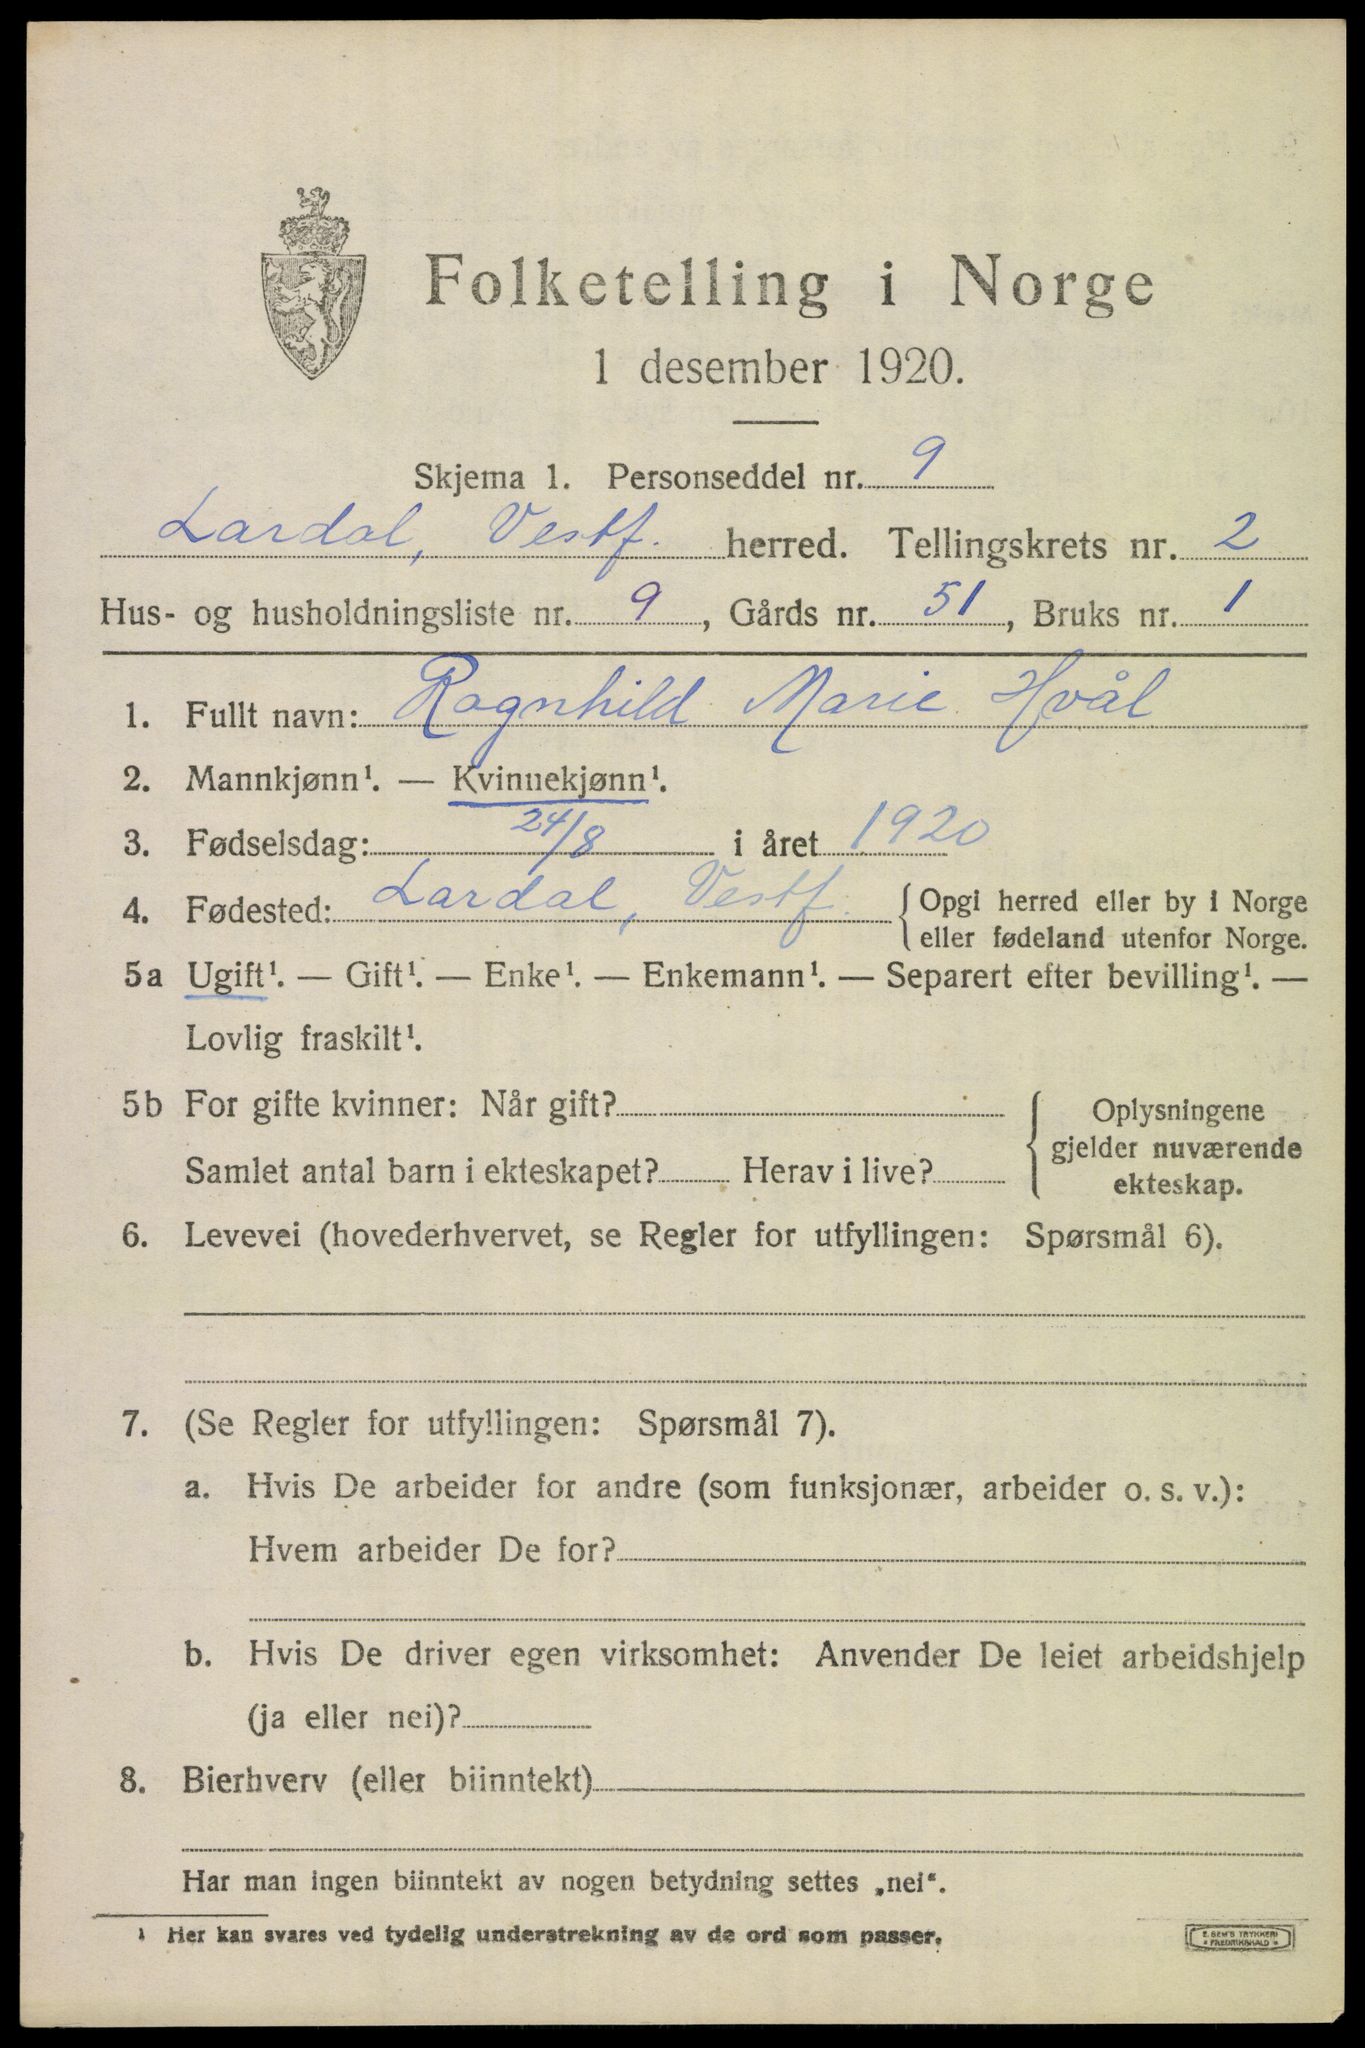 Folketelling i Norge
1 desember 1920.
Skjema 1. Personseddel nr. 9
Lardal, Vestf. herred. Tellingskrets nr. 2
Hus- og husholdningsliste nr. 9, Gårds nr. 51, Bruks nr. 1
1. Fullt navn: Ragnhild Marie Hvål
2. Mannkjønn¹. — Kvinnekjønn¹.
3. Fødselsdag: 24/8 i året 1920
4. Fødested: Lardal, Vestf. { Opgi herred eller by i Norge
eller fødeland utenfor Norge.
5a Ugift¹. — Gift¹. — Enke¹. — Enkemann¹. — Separert efter bevilling¹. —
Lovlig fraskilt¹.
5b For gifte kvinner: Når gift?
Samlet antal barn i ekteskapet? Herav i live?
{ Oplysningene
gjelder nuværende
ekteskap.
6. Levevei (hovederhvervet, se Regler for utfyllingen: Spørsmål 6).
7. (Se Regler for utfyllingen: Spørsmål 7).
a. Hvis De arbeider for andre (som funksjonær, arbeider o. s. v.):
Hvem arbeider De for?
b. Hvis De driver egen virksomhet: Anvender De leiet arbeidshjelp
(ja eller nei)?
8. Bierhverv (eller biinntekt)
Har man ingen biinntekt av nogen betydning settes „nei“.
¹ Her kan svares ved tydelig understrekning av de ord som passer.
E. SEM'S TRYKKERI
• FREDRIKSHALD •